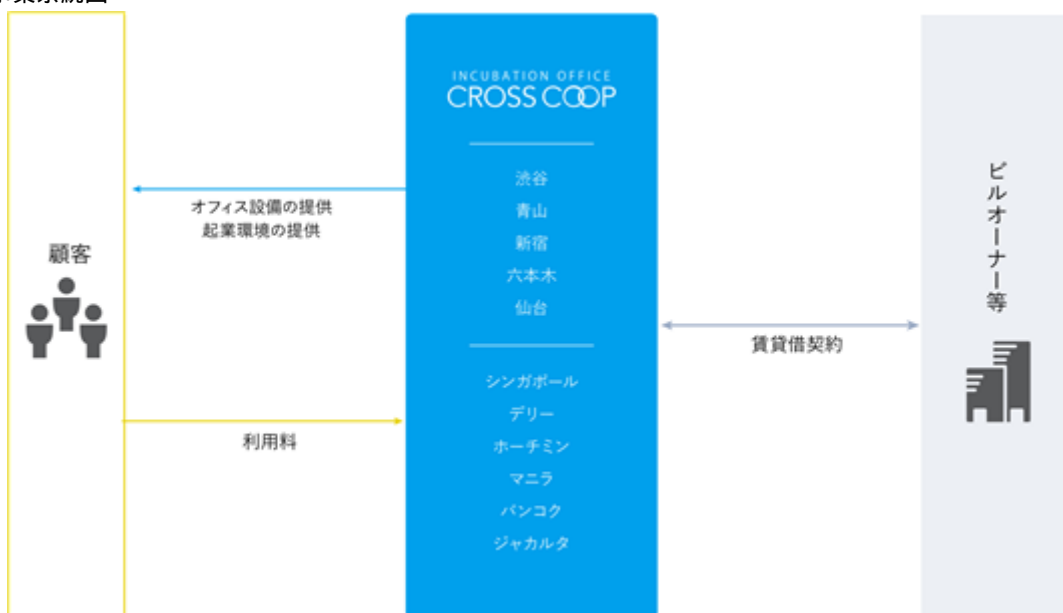 顧客
オフィス設備の提供
起業環境の提供
利用料
INCUBATION OFFICE
CROSS COOP
渋谷
青山
新宿
六本木
仙台
シンガポール
デリー
ホーチミン
マニラ
バンコク
ジャカルタ
賃貸借契約
ビルオーナー等